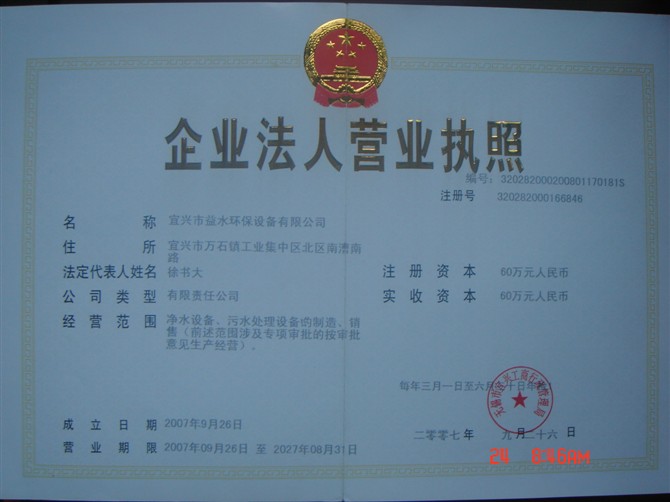 企业法人营业执照
编号：320282000200801170181S
注册号 320282000166846
名 称 宜兴市益水环保设备有限公司
住 所 宜兴市万石镇工业集中区北区南漕南
路
法定代表人姓名 徐书大
注 册 资 本 60万元人民币
公 司 类 型 有限责任公司
实 收 资 本 60万元人民币
经 营 范 围 净水设备、污水处理设备的制造、销
售（前述范围涉及专项审批的按审批
意见生产经营）。
每年三月一日至六月三十日年检
成 立 日 期 2007年9月26日
二零零七年 九月二十六日
营 业 期 限 2007年09月26日 至 2027年08月31日
24 8:46AM